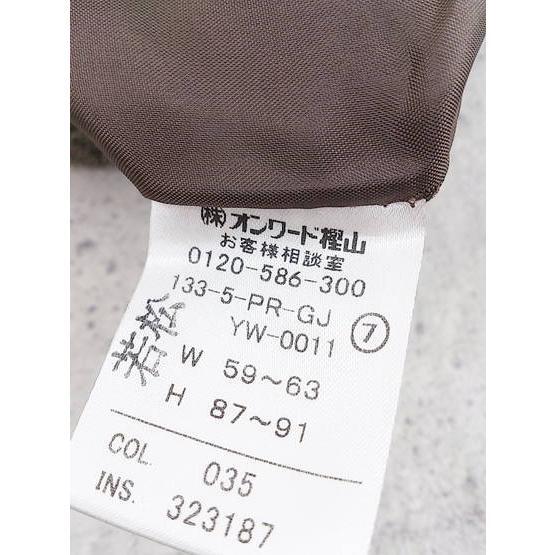 (株)オンワード樫山
お客様相談室
0120-586-300
133-5-PR-GJ
YW-0011 ⑦
若松
W 59～63
H 87～91
COL. 035
INS. 323187